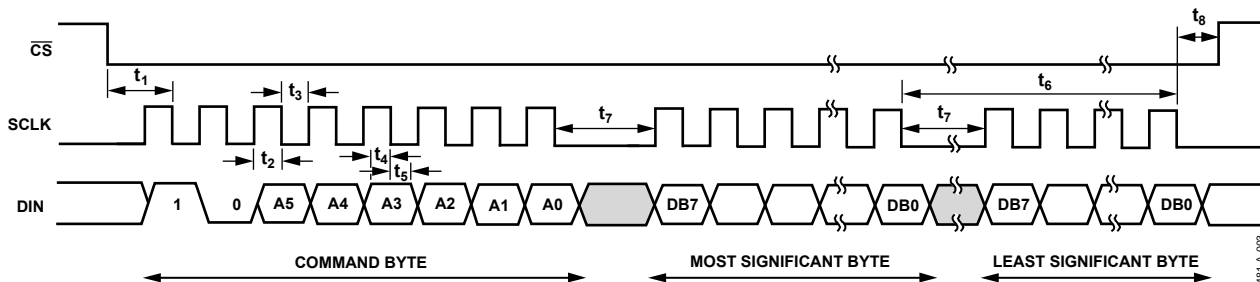 t8
CS
t1
t3
t6
SCLK
t7
t7
t2
t4
t5
DIN
1
0
A5
A4
A3
A2
A1
A0
DB7
DB0
DB7
DB0
COMMAND BYTE
MOST SIGNIFICANT BYTE
LEAST SIGNIFICANT BYTE